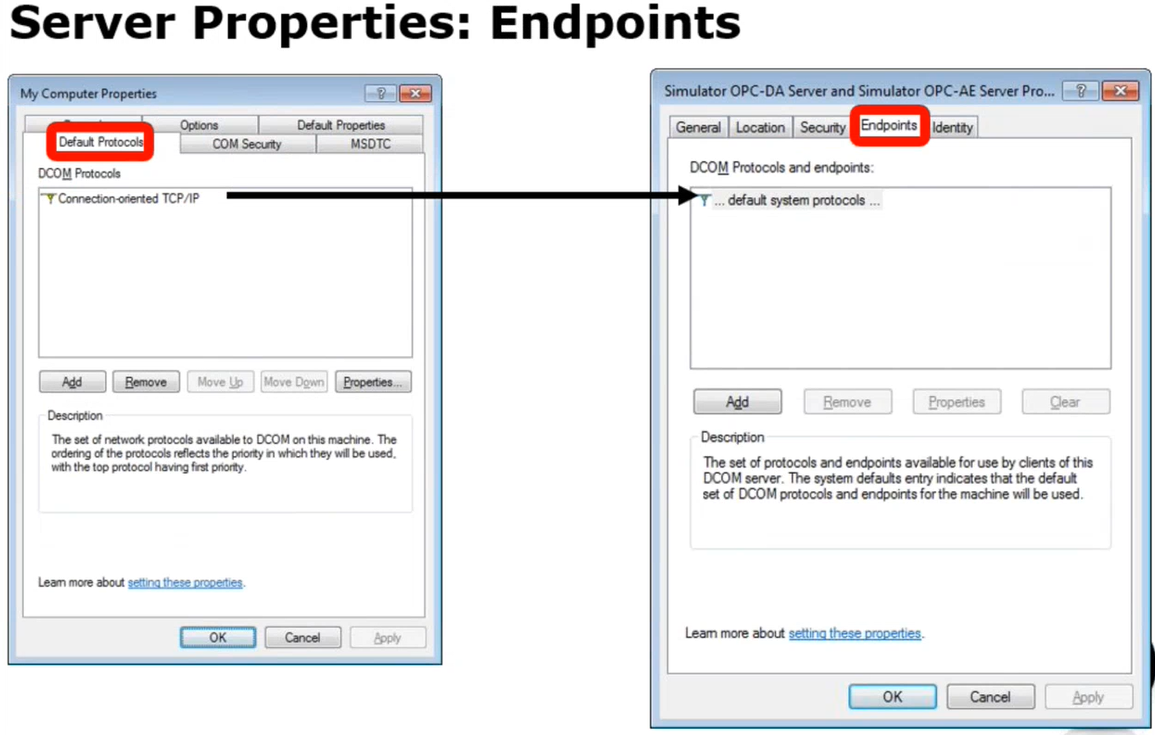 Server Properties: Endpoints
My Computer Properties
Options
Default Properties
Default Protocols
COM Security
MSDTC
DCOM Protocols
Connection-oriented TCP/IP
Add
Remove
Move Up
Move Down
Properties...
Description
The set of network protocols available to DCOM on this machine. The
ordering of the protocols reflects the priority in which they will be used,
with the top protocol having first priority.
Learn more about setting these properties.
OK
Cancel
Apply
Simulator OPC-DA Server and Simulator OPC-AE Server Pro...
General
Location
Security
Endpoints
Identity
DCOM Protocols and endpoints:
... default system protocols ...
Add
Remove
Properties
Clear
Description
The set of protocols and endpoints available for use by clients of this
DCOM server. The system defaults entry indicates that the default
set of DCOM protocols and endpoints for the machine will be used.
Learn more about setting these properties.
OK
Cancel
Apply